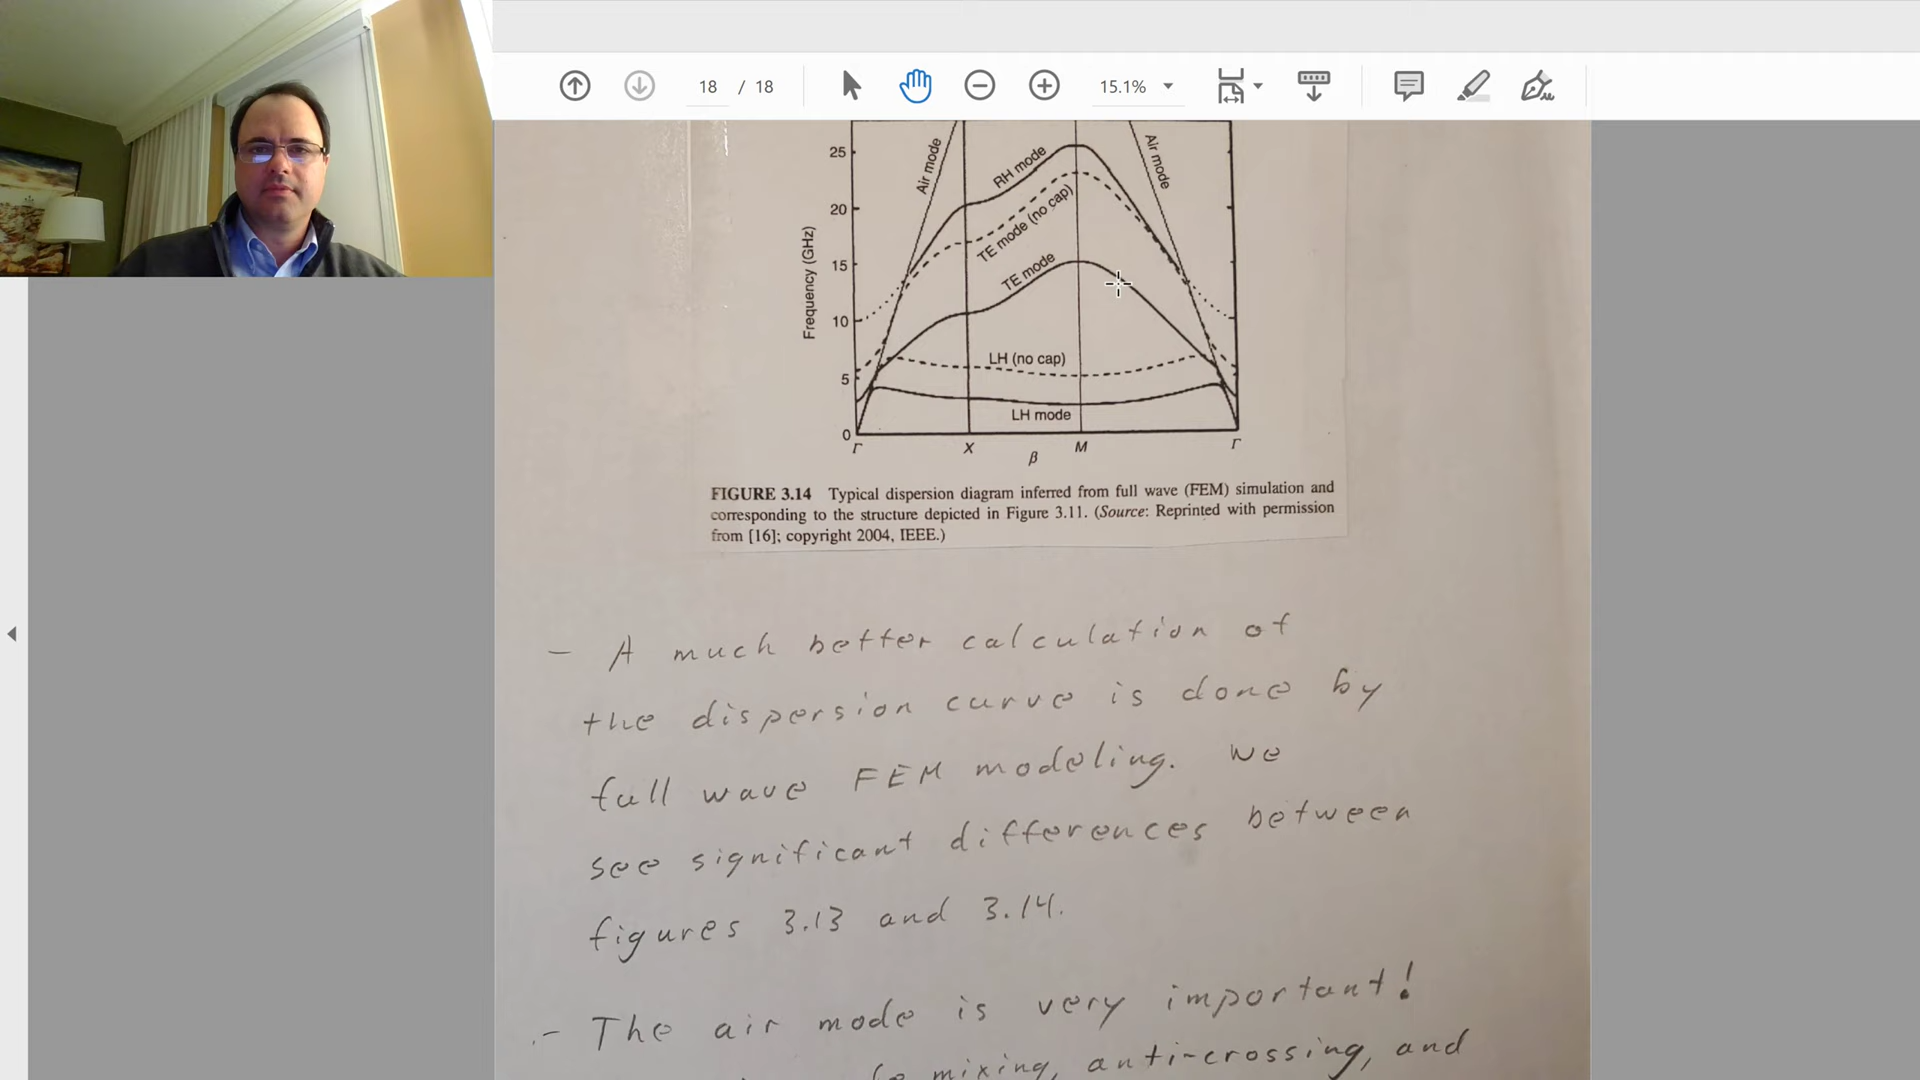 18 / 18
15.1%
25
20
15
10
5
0
Frequency (GHz)
Air mode
RH mode
Air mode
TE mode (no cap)
TE mode
LH (no cap)
LH mode
Γ X M Γ
β
FIGURE 3.14 Typical dispersion diagram inferred from full wave (FEM) simulation and
corresponding to the structure depicted in Figure 3.11. (Source: Reprinted with permission
from [16]; copyright 2004, IEEE.)
- A much better calculation of
the dispersion curve is done by
full wave FEM modeling. We
see significant differences between
figures 3.13 and 3.14.
- The air mode is very important!
mixing, anti-crossing, and